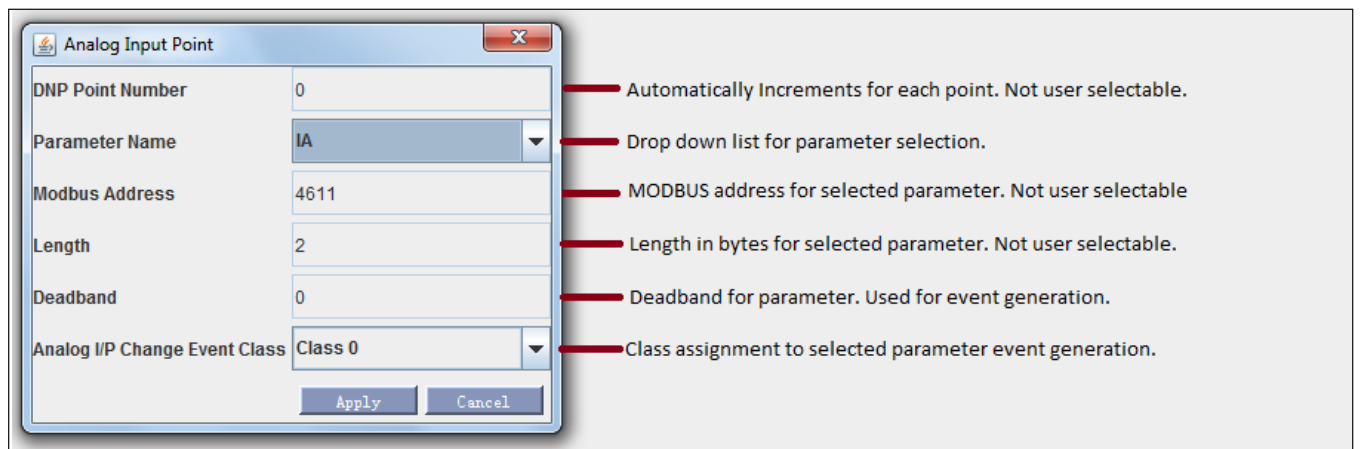 Analog Input Point
DNP Point Number 0 Automatically Increments for each point. Not user selectable.
Parameter Name IA Drop down list for parameter selection.
Modbus Address 4611 MODBUS address for selected parameter. Not user selectable
Length 2 Length in bytes for selected parameter. Not user selectable.
Deadband 0 Deadband for parameter. Used for event generation.
Analog I/P Change Event Class Class 0 Class assignment to selected parameter event generation.
Apply Cancel